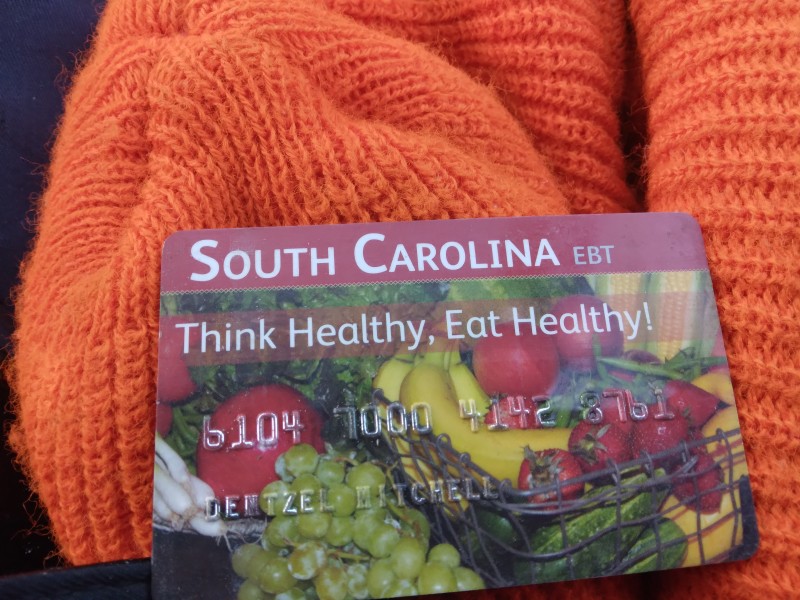 SOUTH CAROLINA EBT
Think Healthy, Eat Healthy!
6104 7000 4142 8761
DENTZEL MITCHELL